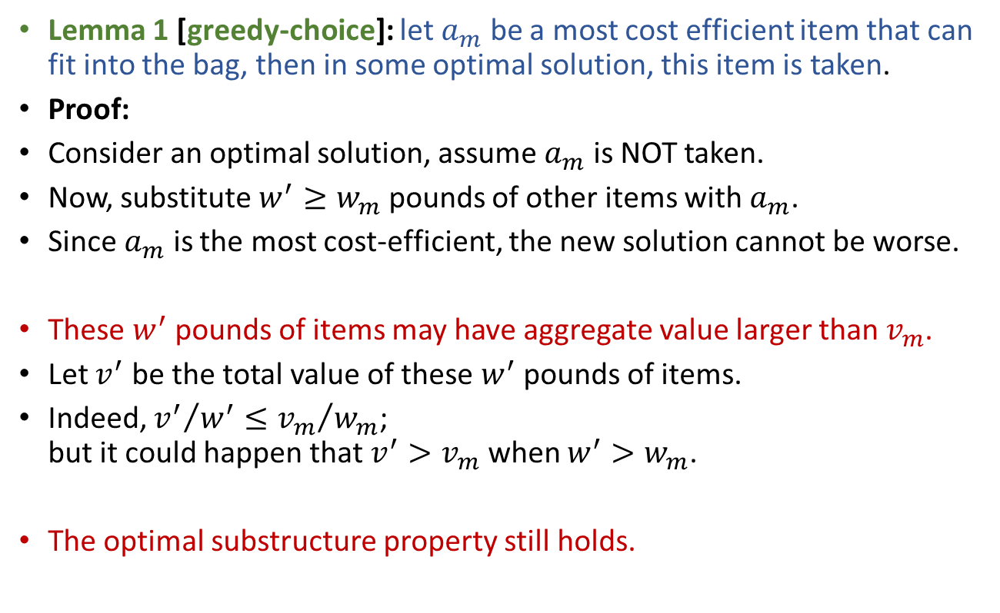 • Lemma 1 [greedy-choice]: let $a_m$ be a most cost efficient item that can
fit into the bag, then in some optimal solution, this item is taken.
• Proof:
• Consider an optimal solution, assume $a_m$ is NOT taken.
• Now, substitute $w' \geq w_m$ pounds of other items with $a_m$.
• Since $a_m$ is the most cost-efficient, the new solution cannot be worse.
• These $w'$ pounds of items may have aggregate value larger than $v_m$.
• Let $v'$ be the total value of these $w'$ pounds of items.
• Indeed, $v'/w' \leq v_m/w_m$;
but it could happen that $v' > v_m$ when $w' > w_m$.
• The optimal substructure property still holds.